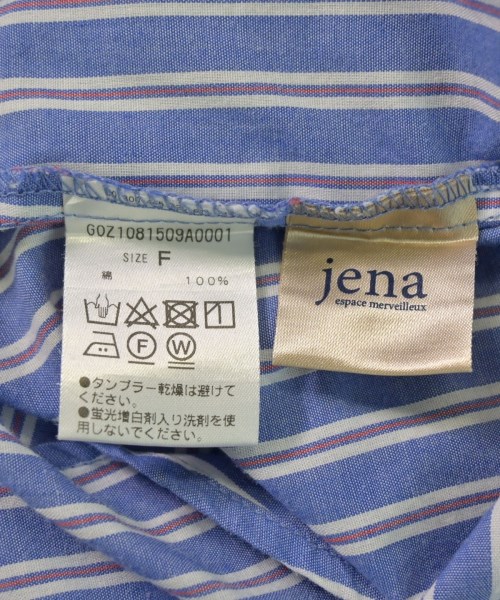 G0Z1081509A0001
SIZE F
綿 100%
F W
●タンブラー乾燥は避けて
ください。
●蛍光増白剤入り洗剤を使
用しないでください。
jena
espace merveilleux